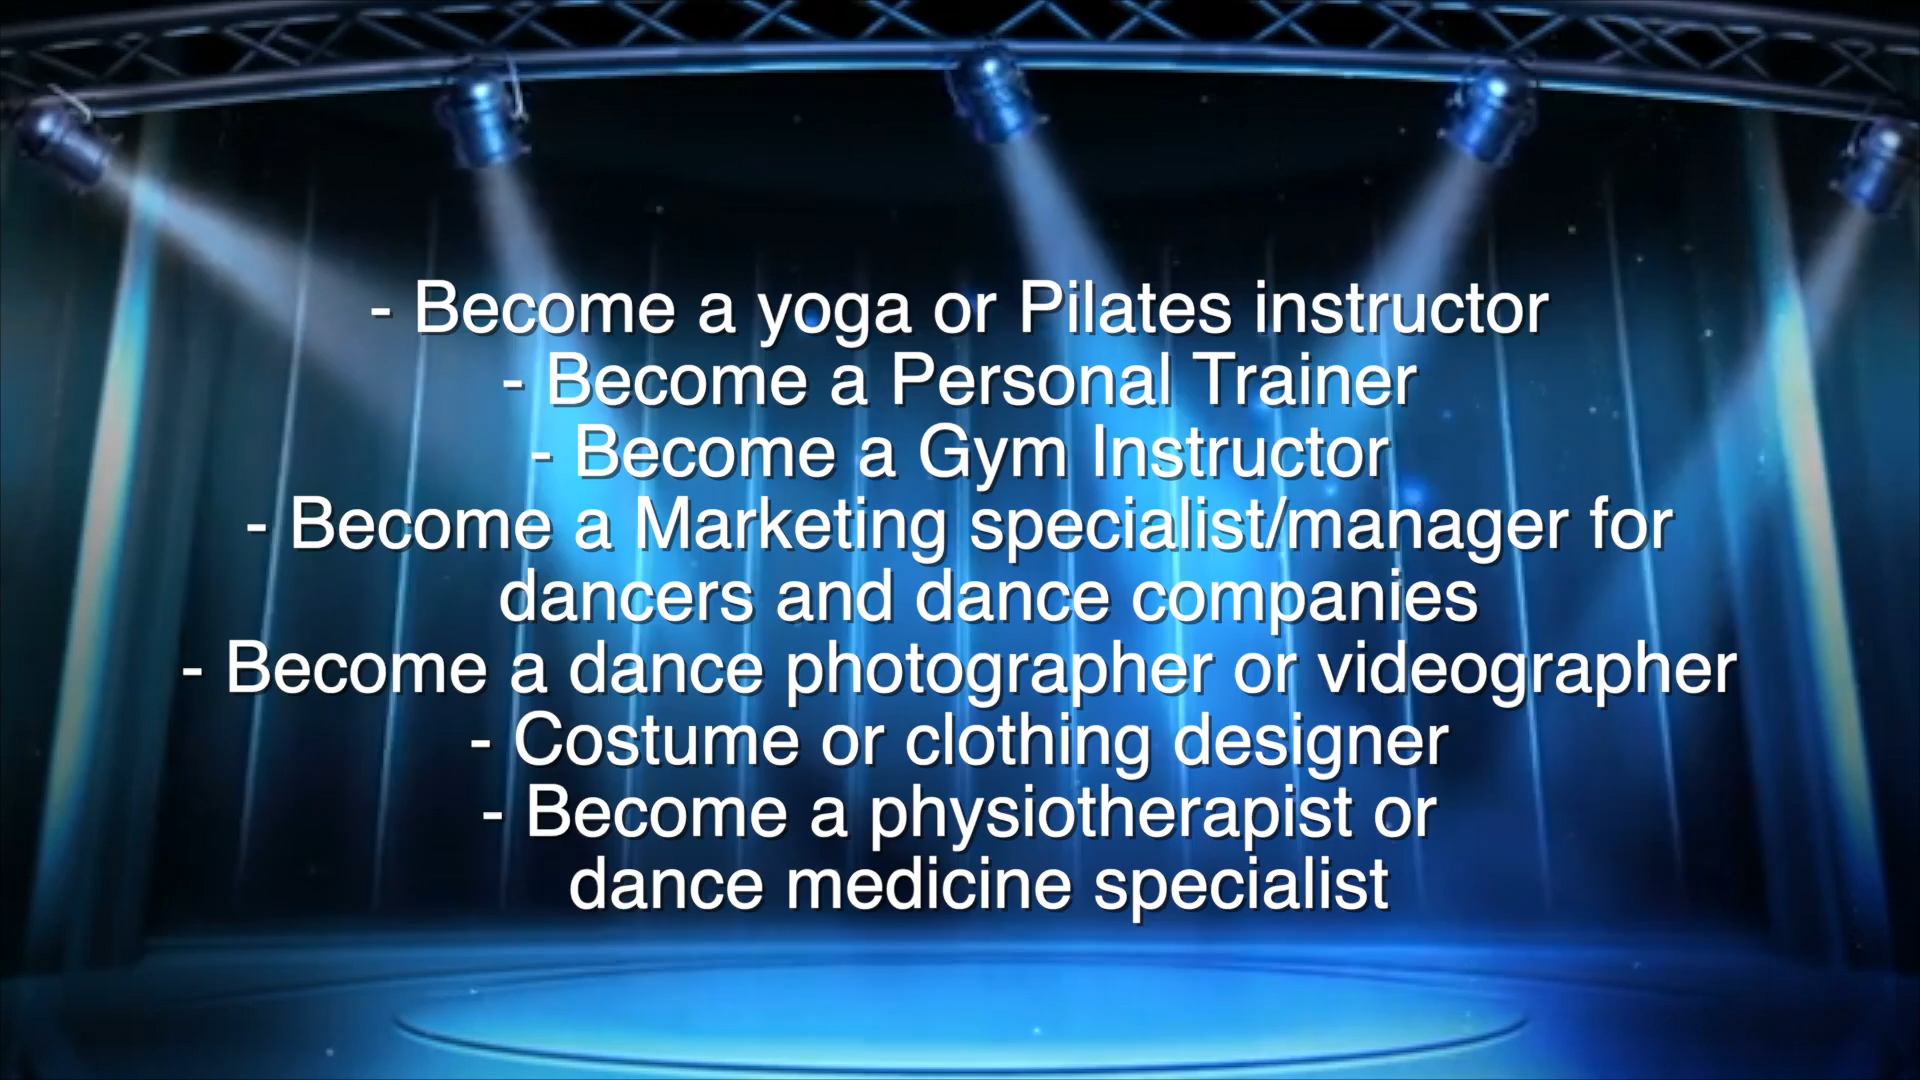 - Become a yoga or Pilates instructor
- Become a Personal Trainer
- Become a Gym Instructor
- Become a Marketing specialist/manager for
dancers and dance companies
- Become a dance photographer or videographer
- Costume or clothing designer
- Become a physiotherapist or
dance medicine specialist